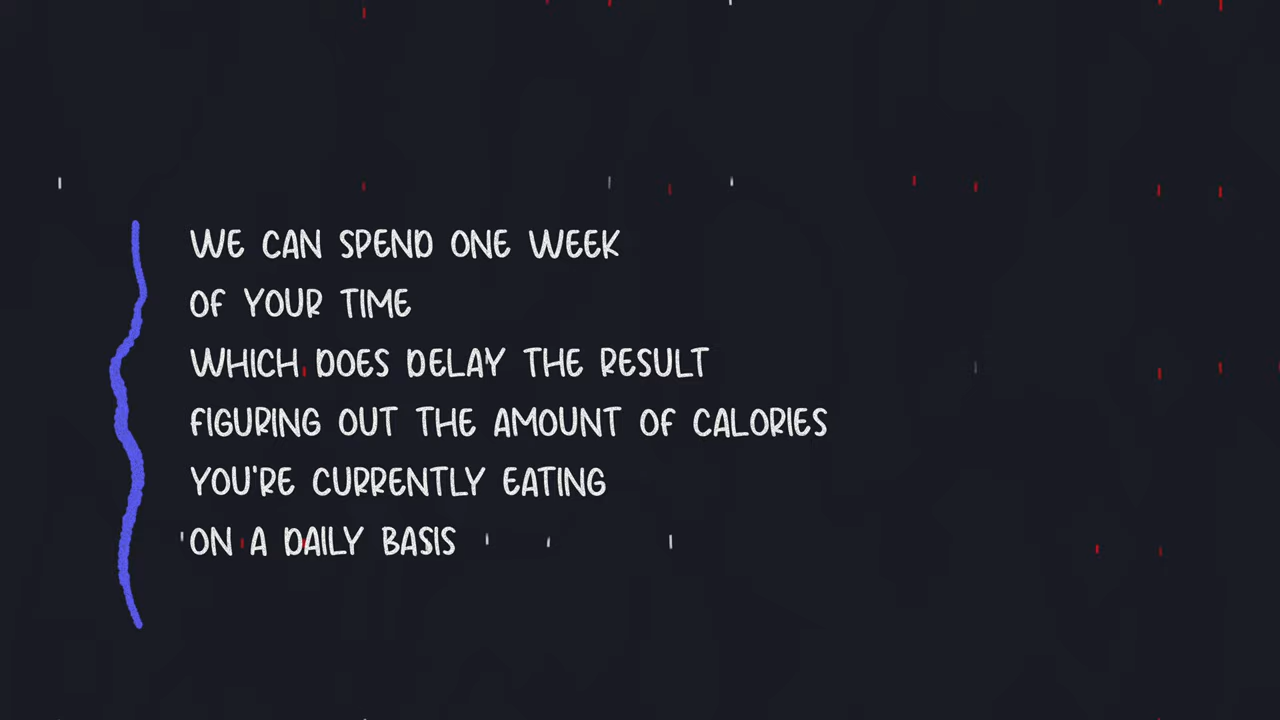 WE CAN SPEND ONE WEEK
OF YOUR TIME
WHICH DOES DELAY THE RESULT
FIGURING OUT THE AMOUNT OF CALORIES
YOU'RE CURRENTLY EATING
ON A DAILY BASIS